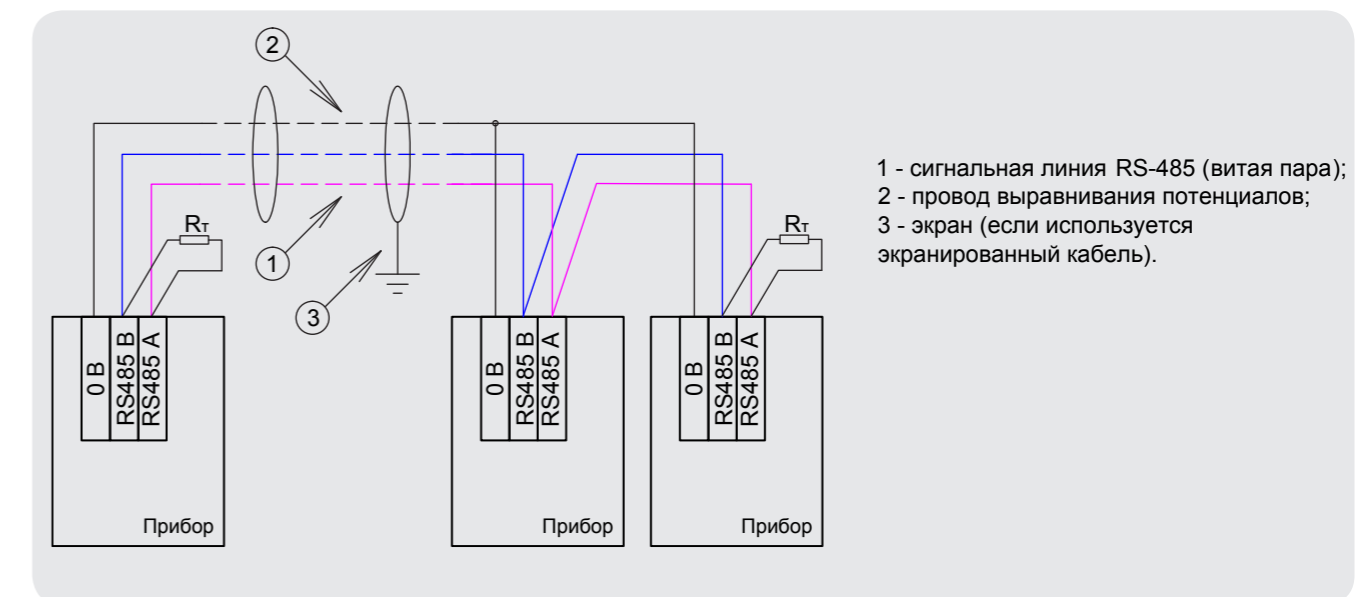 2
1 - сигнальная линия RS-485 (витая пара);
2 - провод выравнивания потенциалов;
3 - экран (если используется
экранированный кабель).
Rт
Rт
1
3
0 В
RS485 B
RS485 A
0 В
RS485 B
RS485 A
0 В
RS485 B
RS485 A
Прибор
Прибор
Прибор